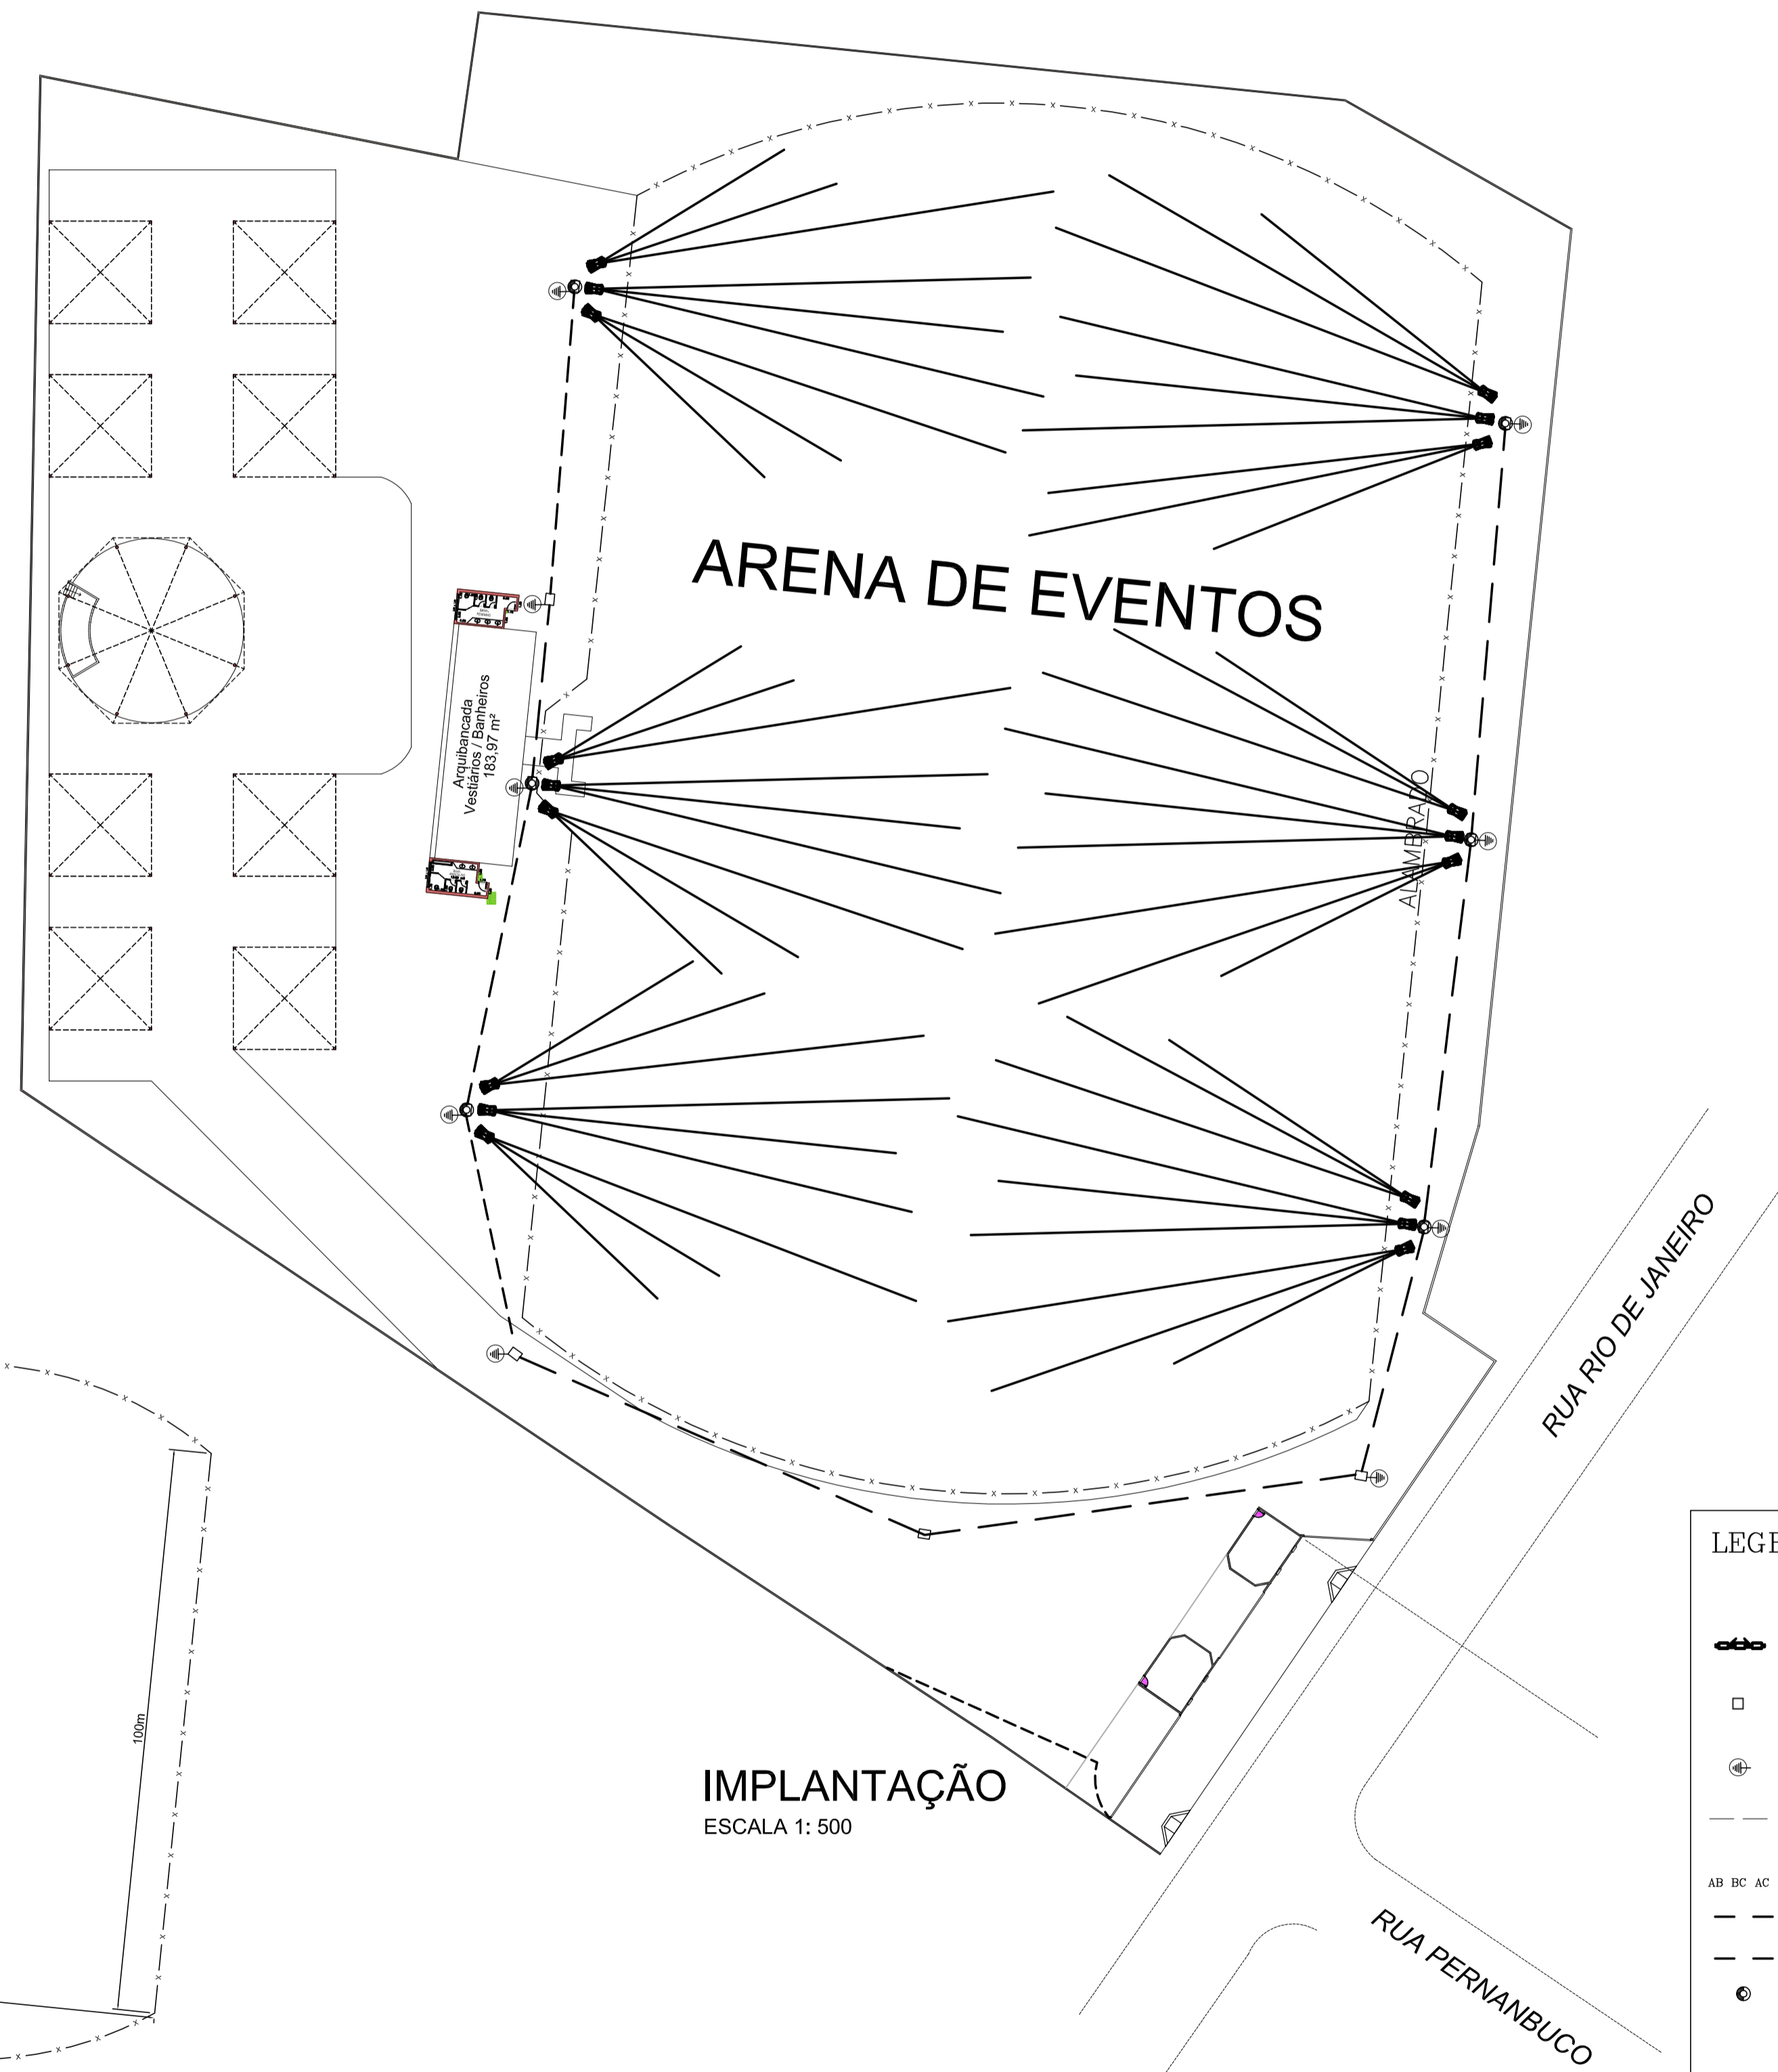 ARENA DE EVENTOS
Arquibancada
Vestiários / Banheiros
183,97 m²
ALAMBRADO
RUA RIO DE JANEIRO
LEGE
100m
IMPLANTAÇÃO
ESCALA 1: 500
AB BC AC
RUA PERNANBUCO